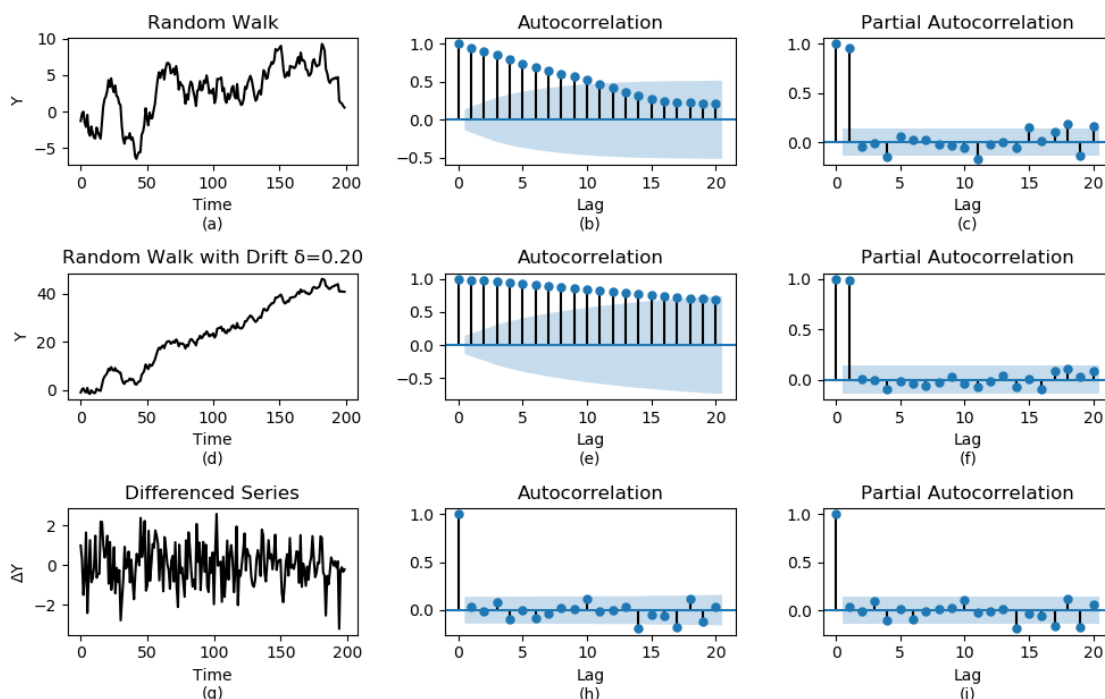 Random Walk
Autocorrelation
Partial Autocorrelation
10
5
0
−5
Y
0
50
100
150
200
Time
(a)
1.0
0.5
0.0
−0.5
0
5
10
15
20
Lag
(b)
1.0
0.5
0.0
0
5
10
15
20
Lag
(c)
Random Walk with Drift δ=0.20
Autocorrelation
Partial Autocorrelation
40
20
0
Y
0
50
100
150
200
Time
(d)
1.0
0.5
0.0
−0.5
0
5
10
15
20
Lag
(e)
1.0
0.5
0.0
0
5
10
15
20
Lag
(f)
Differenced Series
Autocorrelation
Partial Autocorrelation
2
0
−2
ΔY
0
50
100
150
200
Time
(g)
1.0
0.5
0.0
0
5
10
15
20
Lag
(h)
1.0
0.5
0.0
0
5
10
15
20
Lag
(i)